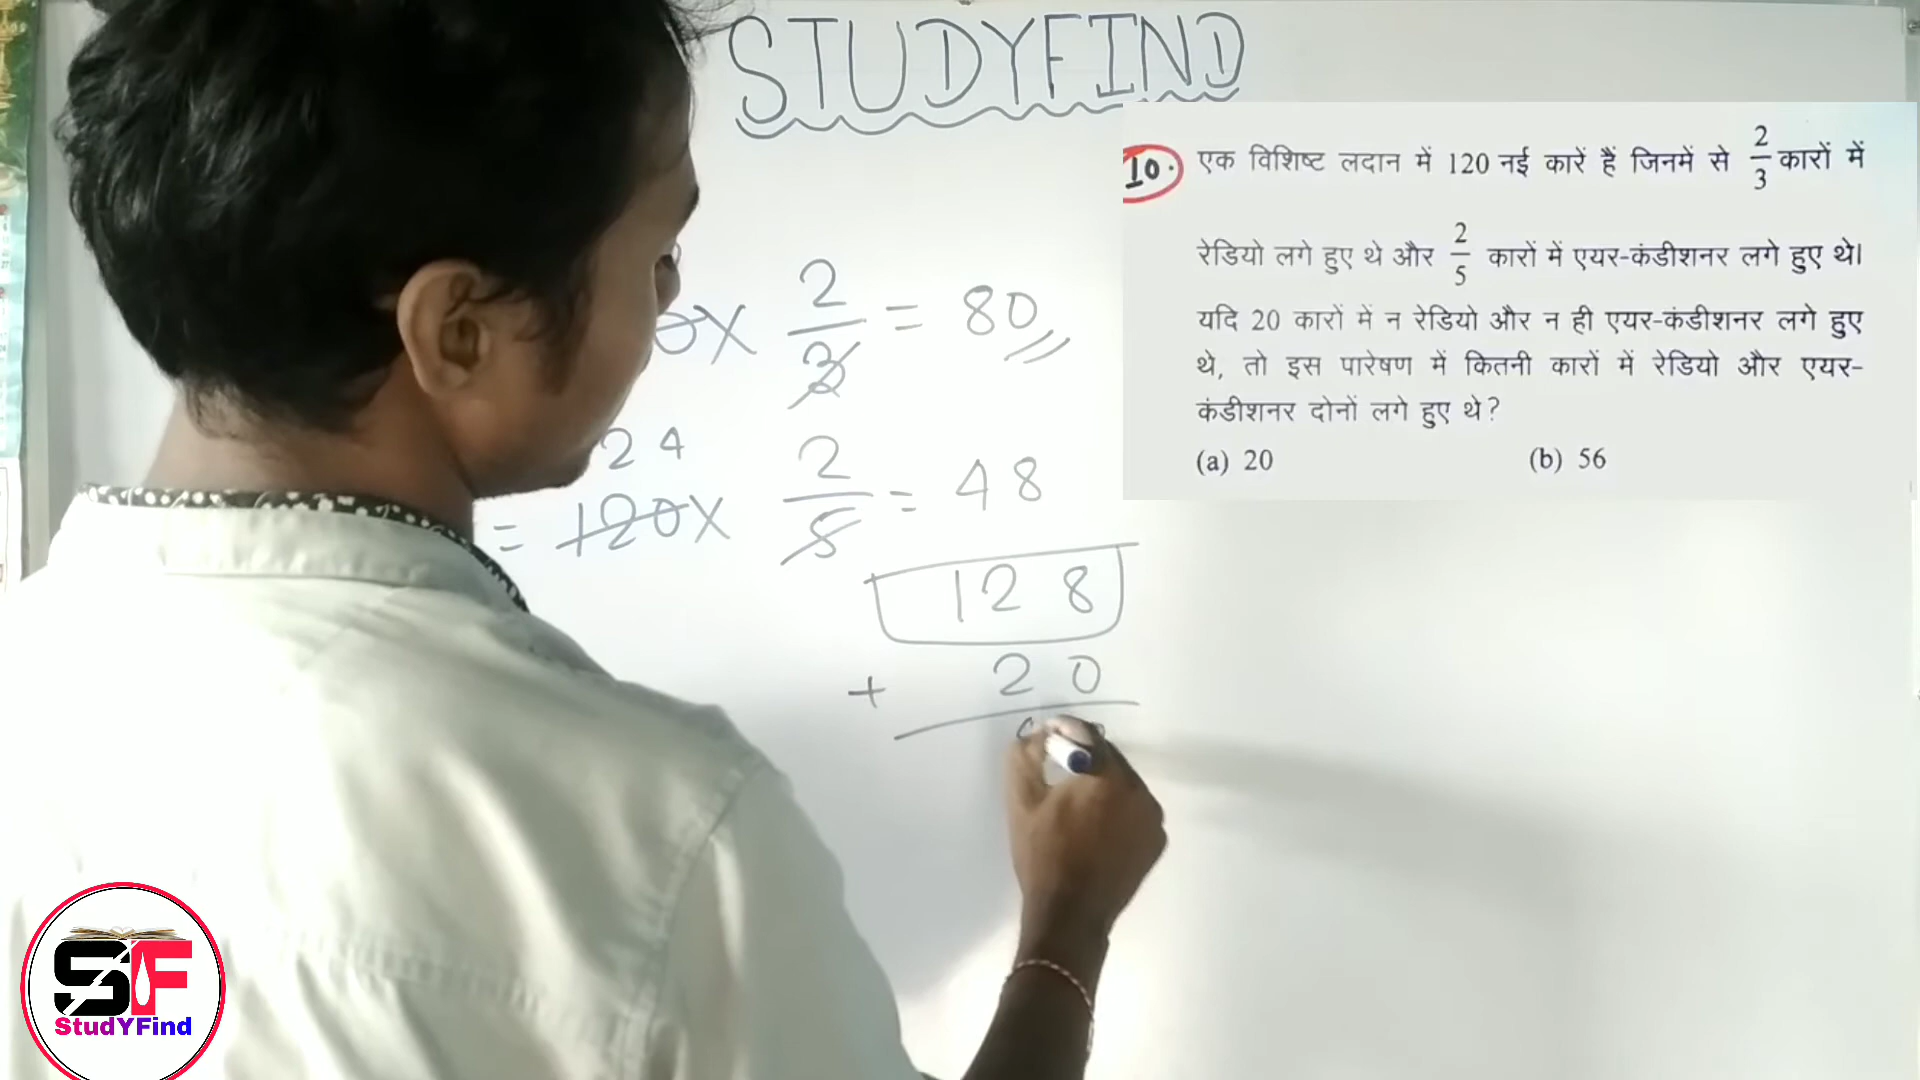 STUDYFIND
10. एक विशिष्ट लदान में 120 नई कारें हैं जिनमें से 2/3 कारों में
रेडियो लगे हुए थे और 2/5 कारों में एयर-कंडीशनर लगे हुए थे।
यदि 20 कारों में न रेडियो और न ही एयर-कंडीशनर लगे हुए
थे, तो इस पारेषण में कितनी कारों में रेडियो और एयर-
कंडीशनर दोनों लगे हुए थे?
(a) 20 (b) 56
X 2/3 = 80
24
= 120 X 2/5 = 48
128
+ 20
SF
StudYFind